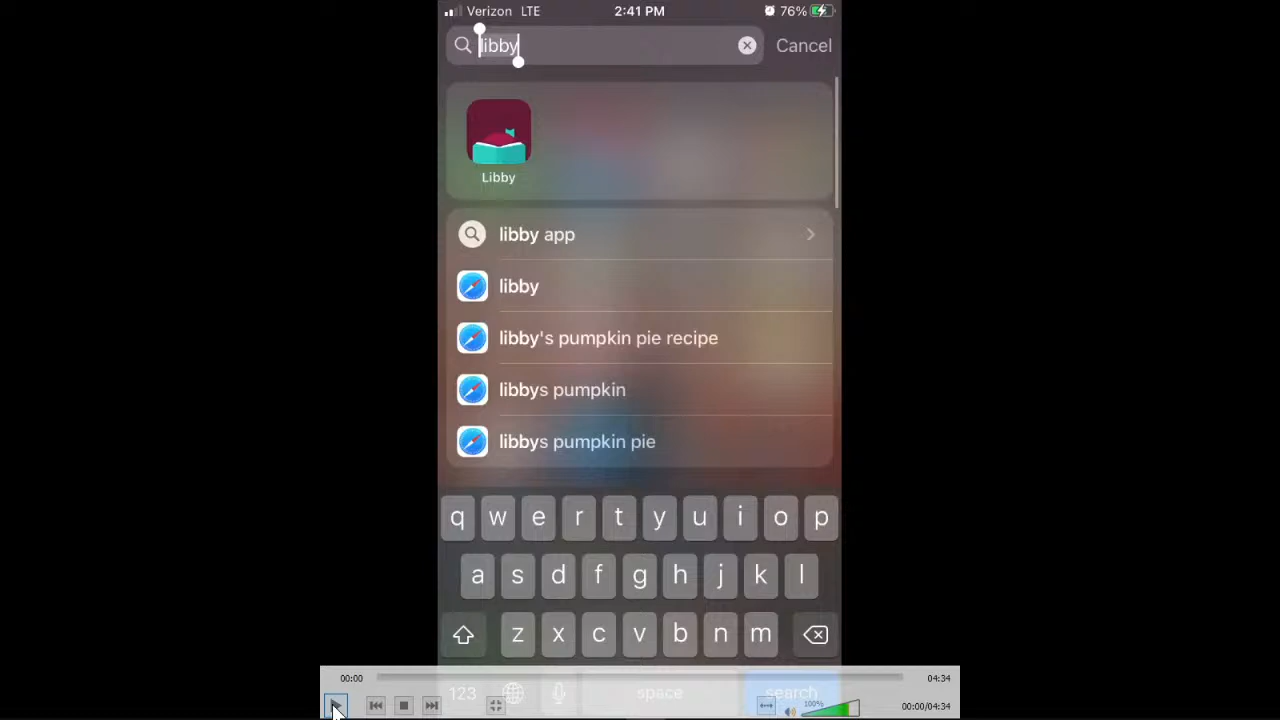 Verizon LTE 2:41 PM 76%
libby Cancel
Libby
libby app
libby
libby's pumpkin pie recipe
libbys pumpkin
libbys pumpkin pie
q w e r t y u i o p
a s d f g h j k l
z x c v b n m
00:00 04:34
123 space search
100% 00:00/04:34